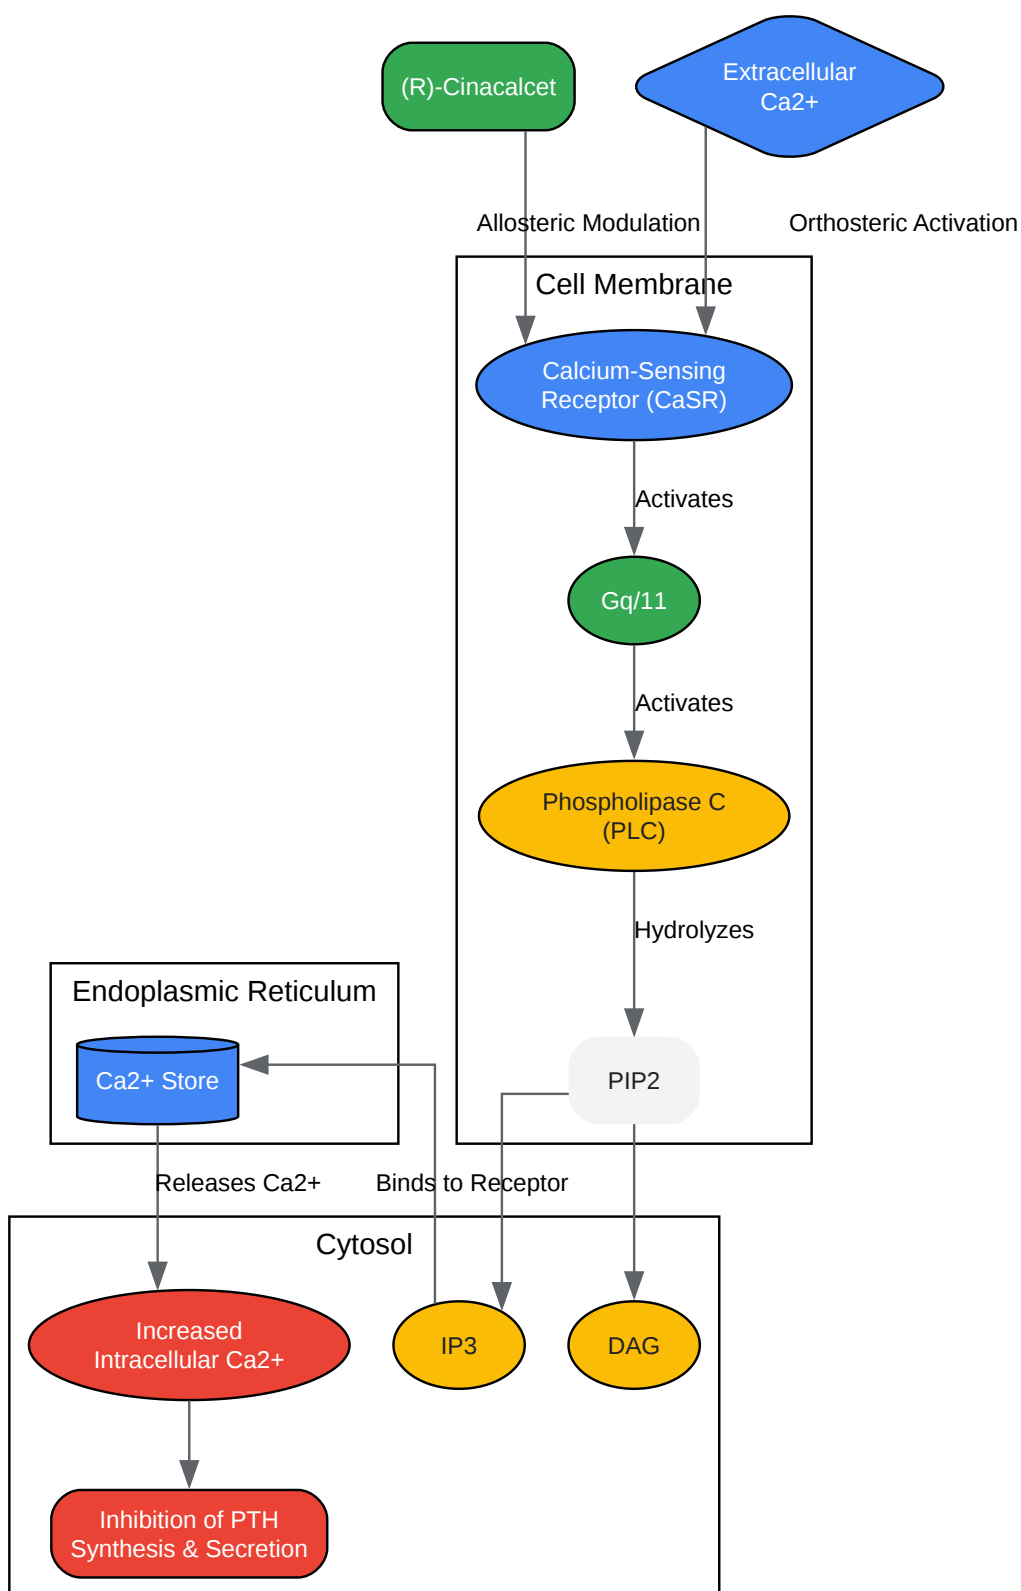 (R)-Cinacalcet
Extracellular
Ca2+
Allosteric Modulation
Orthosteric Activation
Cell Membrane
Calcium-Sensing
Receptor (CaSR)
Activates
Gq/11
Activates
Phospholipase C
(PLC)
Hydrolyzes
Endoplasmic Reticulum
Ca2+ Store
PIP2
Releases Ca2+
Binds to Receptor
Cytosol
Increased
Intracellular Ca2+
IP3
DAG
Inhibition of PTH
Synthesis & Secretion